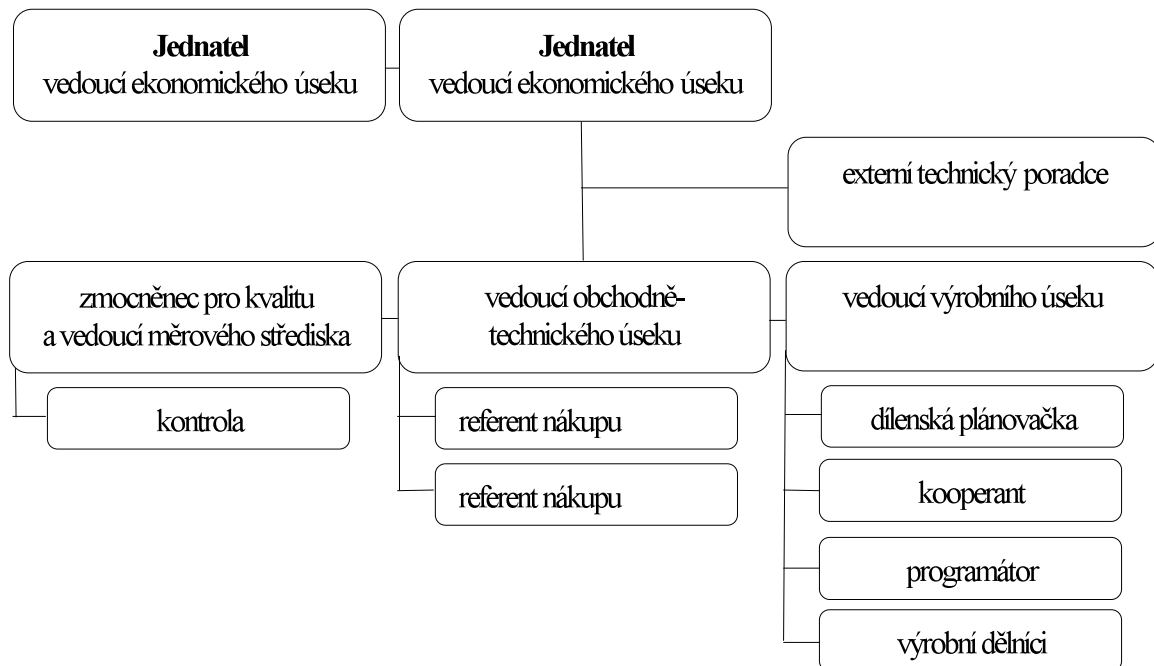 Jednatel
vedoucí ekonomického úseku
Jednatel
vedoucí ekonomického úseku
externí technický poradce
zmocněnec pro kvalitu
a vedoucí měrového střediska
vedoucí obchodně-
technického úseku
vedoucí výrobního úseku
kontrola
referent nákupu
referent nákupu
dílenská plánovačka
kooperant
programátor
výrobní dělníci